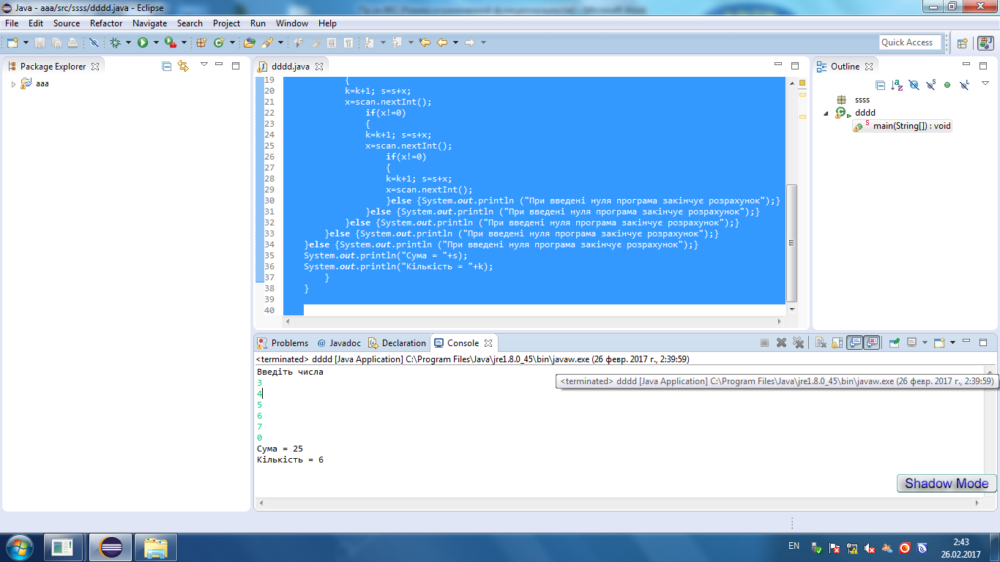 Java - aaa/src/ssss/dddd.java - Eclipse
File Edit Source Refactor Navigate Search Project Run Window Help
Quick Access
Package Explorer
aaa
dddd.java
19 {
20 k=k+1; s=s+x;
21 x=scan.nextInt();
22 if(x!=0)
23 {
24 k=k+1; s=s+x;
25 x=scan.nextInt();
26 if(x!=0)
27 {
28 k=k+1; s=s+x;
29 x=scan.nextInt();
30 }else {System.out.println ("При введені нуля програма закінчує розрахунок");}
31 }else {System.out.println ("При введені нуля програма закінчує розрахунок");}
32 }else {System.out.println ("При введені нуля програма закінчує розрахунок");}
33 }else {System.out.println ("При введені нуля програма закінчує розрахунок");}
34 }else {System.out.println ("При введені нуля програма закінчує розрахунок");}
35 System.out.println("Сума = "+s);
36 System.out.println("Кількість = "+k);
37 }
38 }
39
40
Outline
ssss
dddd
main(String[]) : void
Problems @ Javadoc Declaration Console
<terminated> dddd [Java Application] C:\Program Files\Java\jre1.8.0_45\bin\javaw.exe (26 февр. 2017 г., 2:39:59)
Введіть числа
<terminated> dddd [Java Application] C:\Program Files\Java\jre1.8.0_45\bin\javaw.exe (26 февр. 2017 г., 2:39:59)
3
4
5
6
7
0
Сума = 25
Кількість = 6
Shadow Mode
EN
2:43
26.02.2017